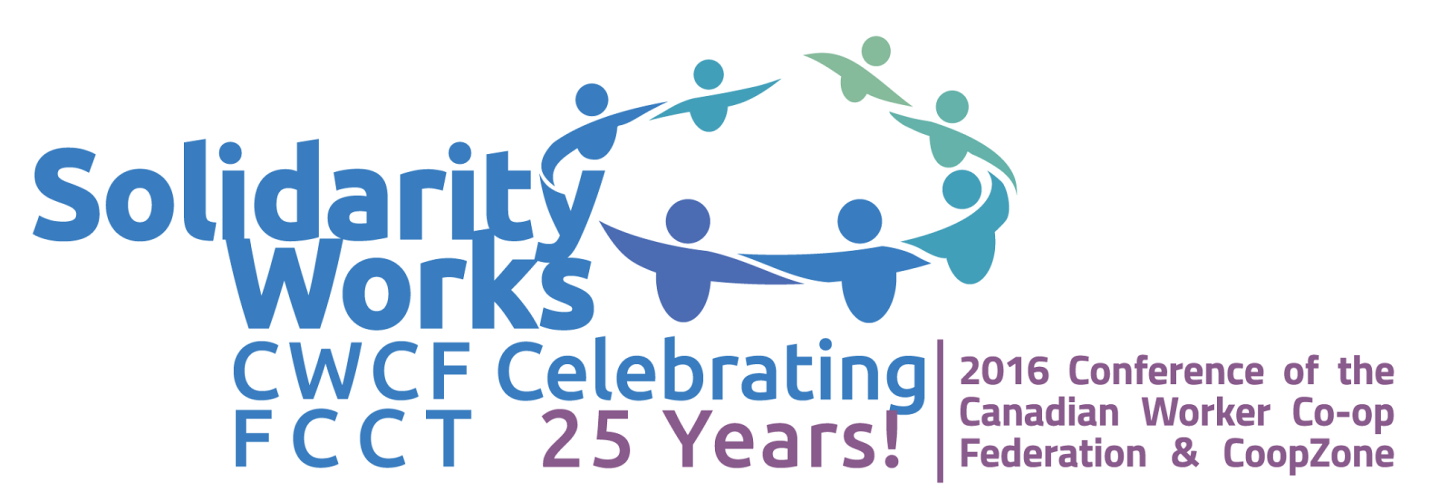 Solidarity
Works
CWCF Celebrating
FCCT 25 Years!
2016 Conference of the
Canadian Worker Co-op
Federation & CoopZone